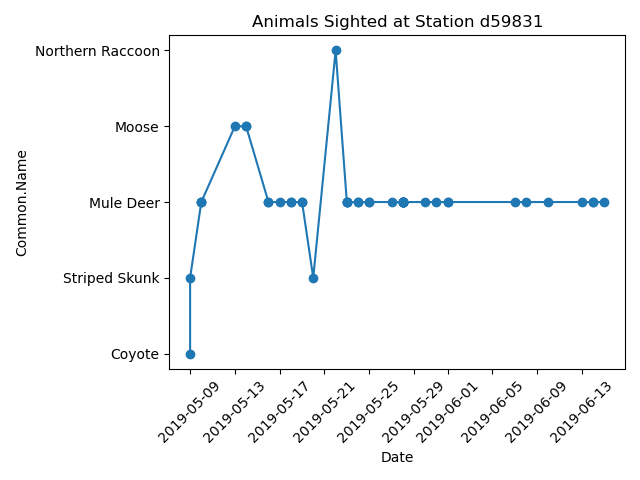 Animals Sighted at Station d59831
Common.Name
Northern Raccoon
Moose
Mule Deer
Striped Skunk
Coyote
2019-05-09
2019-05-13
2019-05-17
2019-05-21
2019-05-25
2019-05-29
2019-06-01
2019-06-05
2019-06-09
2019-06-13
Date